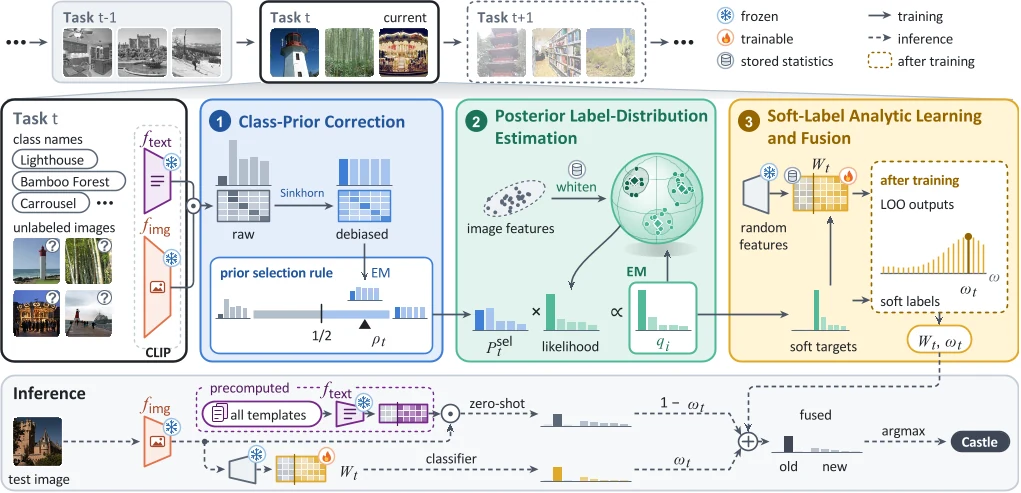 Task t-1
Task t
current
Task t+1
frozen
trainable
stored statistics
training
inference
after training
Task t
class names
Lighthouse
Bamboo Forest
Carrousel
unlabeled images
? ?
? ?
f_text
f_img
CLIP
1 Class-Prior Correction
raw
Sinkhorn
debiased
prior selection rule
EM
1/2
ρ_t
2 Posterior Label-Distribution
Estimation
image features
whiten
EM
P_t^sel
×
likelihood
∝
q_i
3 Soft-Label Analytic Learning
and Fusion
random
features
W_t
after training
LOO outputs
ω
ω_t
soft labels
soft targets
W_t, ω_t
Inference
test image
f_img
precomputed
all templates
f_text
zero-shot
1 − ω_t
W_t
classifier
ω_t
fused
old new
argmax
Castle